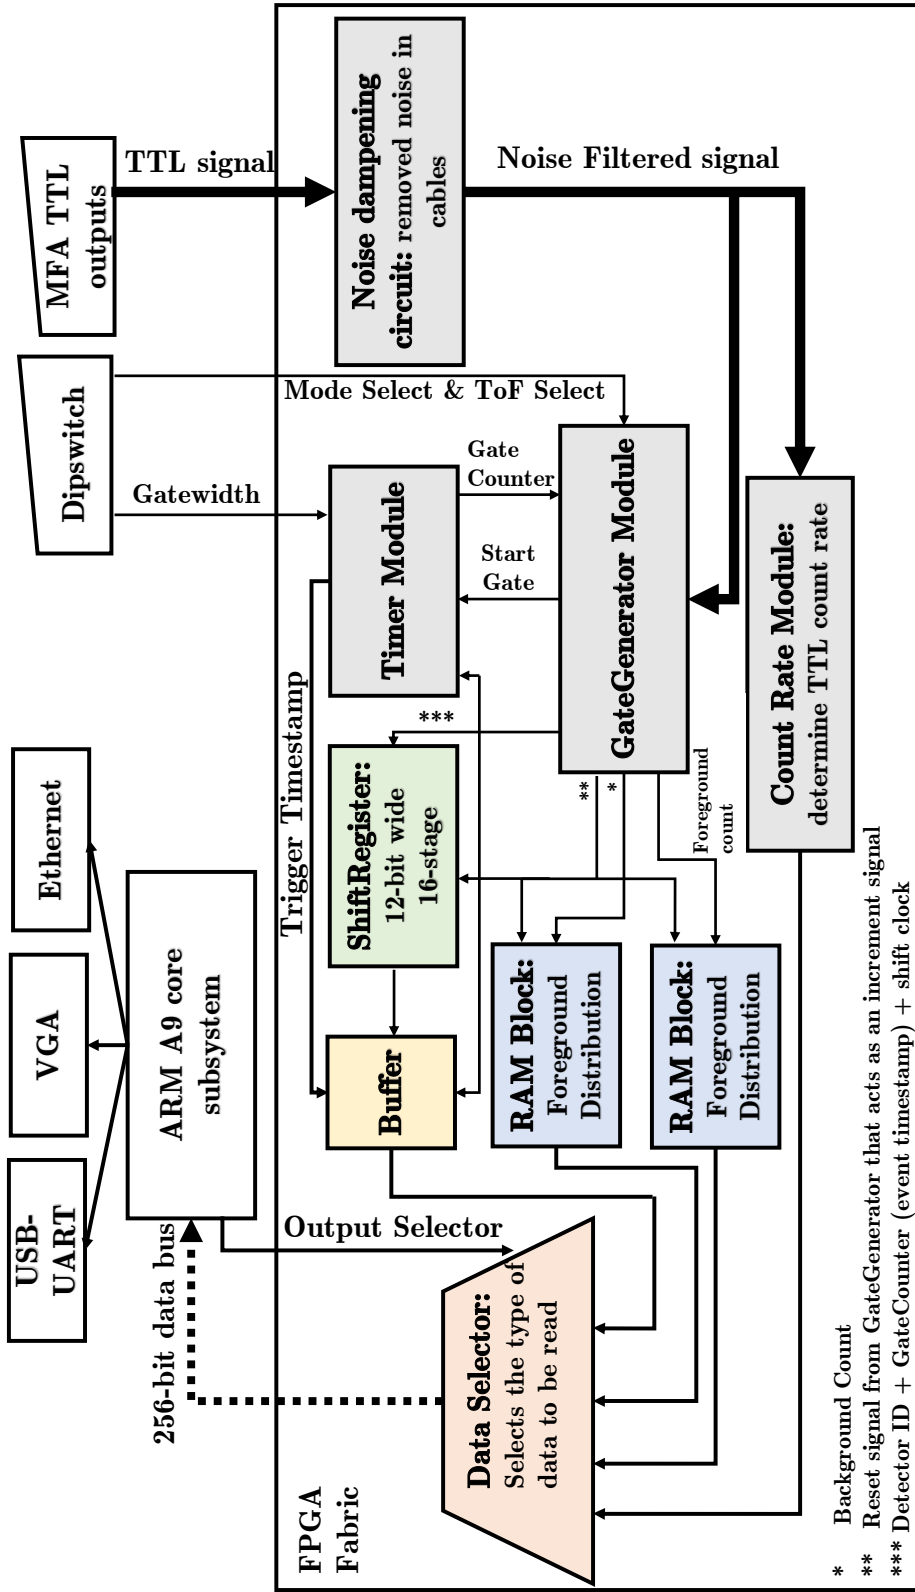 MFA TTL
outputs
TTL signal
Noise dampening
circuit: removed noise in
cables
Noise Filtered signal
Dipswitch
Mode Select & ToF Select
Gatewidth
Timer Module
Gate
Counter
Start
Gate
GateGenerator Module
Count Rate Module:
determine TTL count rate
Trigger Timestamp
***
ShiftRegister:
12-bit wide
16-stage
**
*
Foreground
count
Ethernet
VGA
USB-
UART
ARM A9 core
subsystem
Buffer
RAM Block:
Foreground
Distribution
RAM Block:
Foreground
Distribution
256-bit data bus
Output Selector
Data Selector:
Selects the type of
data to be read
FPGA
Fabric
* Background Count
** Reset signal from GateGenerator that acts as an increment signal
*** Detector ID + GateCounter (event timestamp) + shift clock